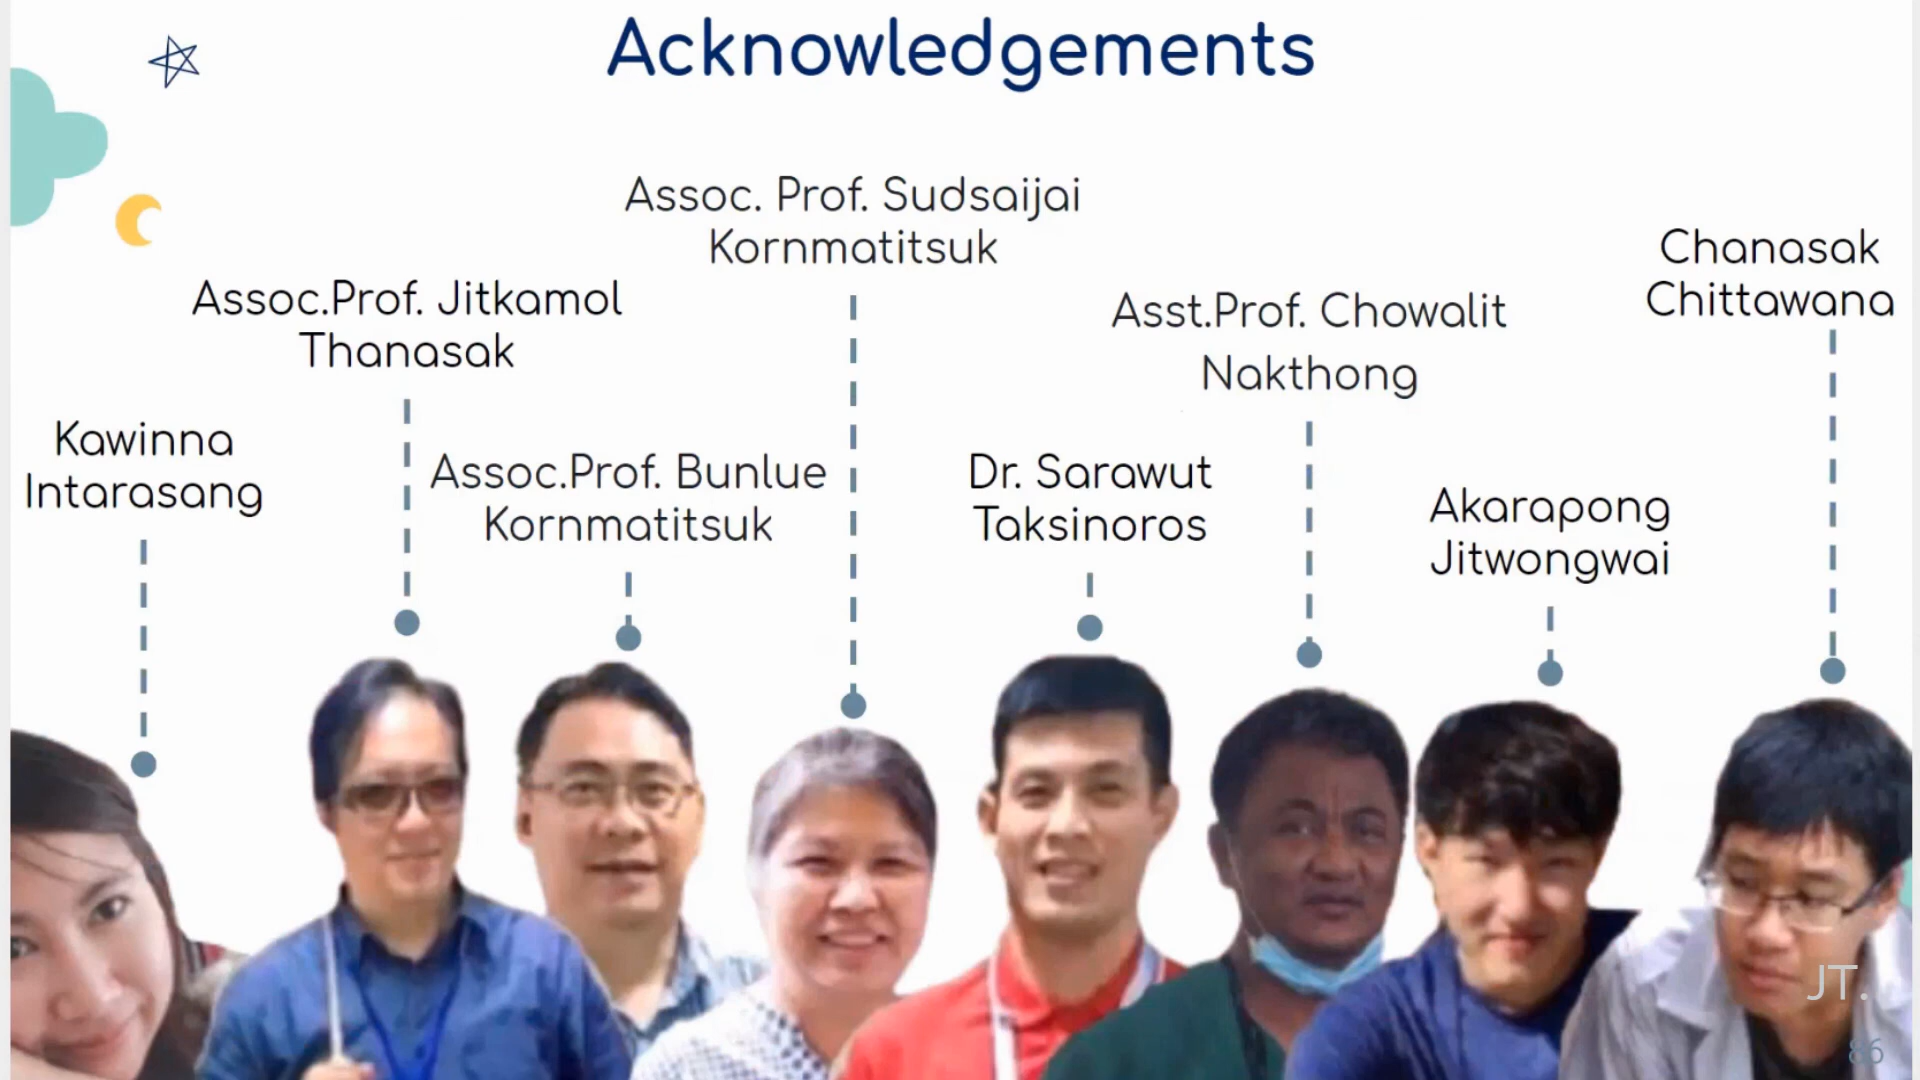 Acknowledgements
Assoc. Prof. Sudsaijai
Kornmatitsuk
Chanasak
Chittawana
Assoc.Prof. Jitkamol
Thanasak
Asst.Prof. Chowalit
Nakthong
Kawinna
Intarasang
Assoc.Prof. Bunlue
Kornmatitsuk
Dr. Sarawut
Taksinoros
Akarapong
Jitwongwai
JT.
86